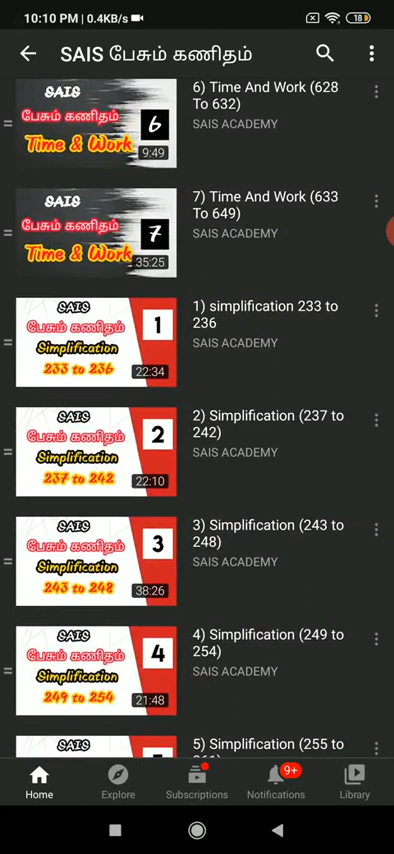 10:10 PM | 0.4KB/s
18
SAIS பேசும் கணிதம்
SAIS
பேசும் கணிதம்
6
Time & Work
9:49
6) Time And Work (628
To 632)
SAIS ACADEMY
SAIS
பேசும் கணிதம்
7
Time & Work
35:25
7) Time And Work (633
To 649)
SAIS ACADEMY
SAIS
பேசும் கணிதம்
1
Simplification
233 to 236
22:34
1) simplification 233 to
236
SAIS ACADEMY
SAIS
பேசும் கணிதம்
2
Simplification
237 to 242
22:10
2) Simplification (237 to
242)
SAIS ACADEMY
SAIS
பேசும் கணிதம்
3
Simplification
243 to 248
38:26
3) Simplification (243 to
248)
SAIS ACADEMY
SAIS
பேசும் கணிதம்
4
Simplification
249 to 254
21:48
4) Simplification (249 to
254)
SAIS ACADEMY
SAIS
5) Simplification (255 to
Home
Explore
Subscriptions
9+
Notifications
Library